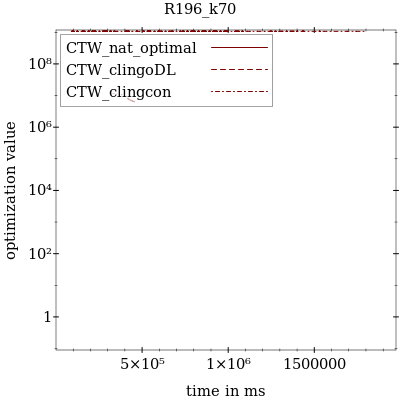 R196_k70
CTW_nat_optimal
CTW_clingoDL
CTW_clingcon
10⁸
10⁶
10⁴
10²
1
optimization value
5×10⁵ 1×10⁶ 1500000
time in ms